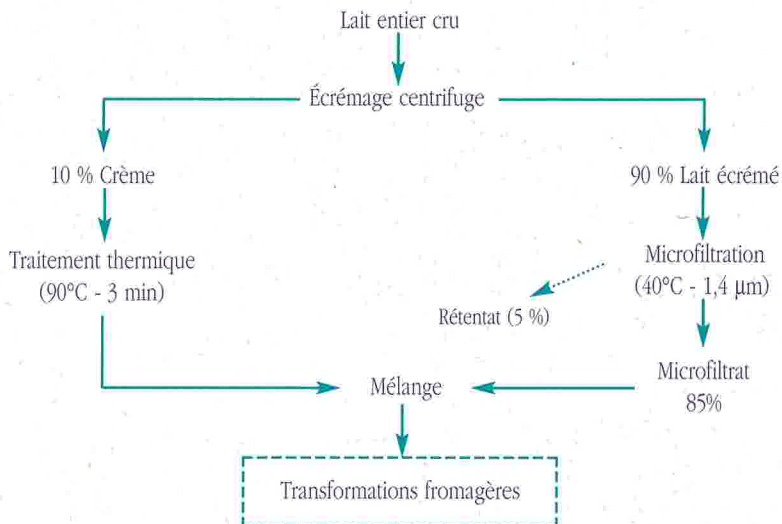 Lait entier cru
Écrémage centrifuge
10 % Crème
90 % Lait écrémé
Traitement thermique
(90°C - 3 min)
Microfiltration
(40°C - 1,4 µm)
Rétentat (5 %)
Microfiltrat
85%
Mélange
Transformations fromagères